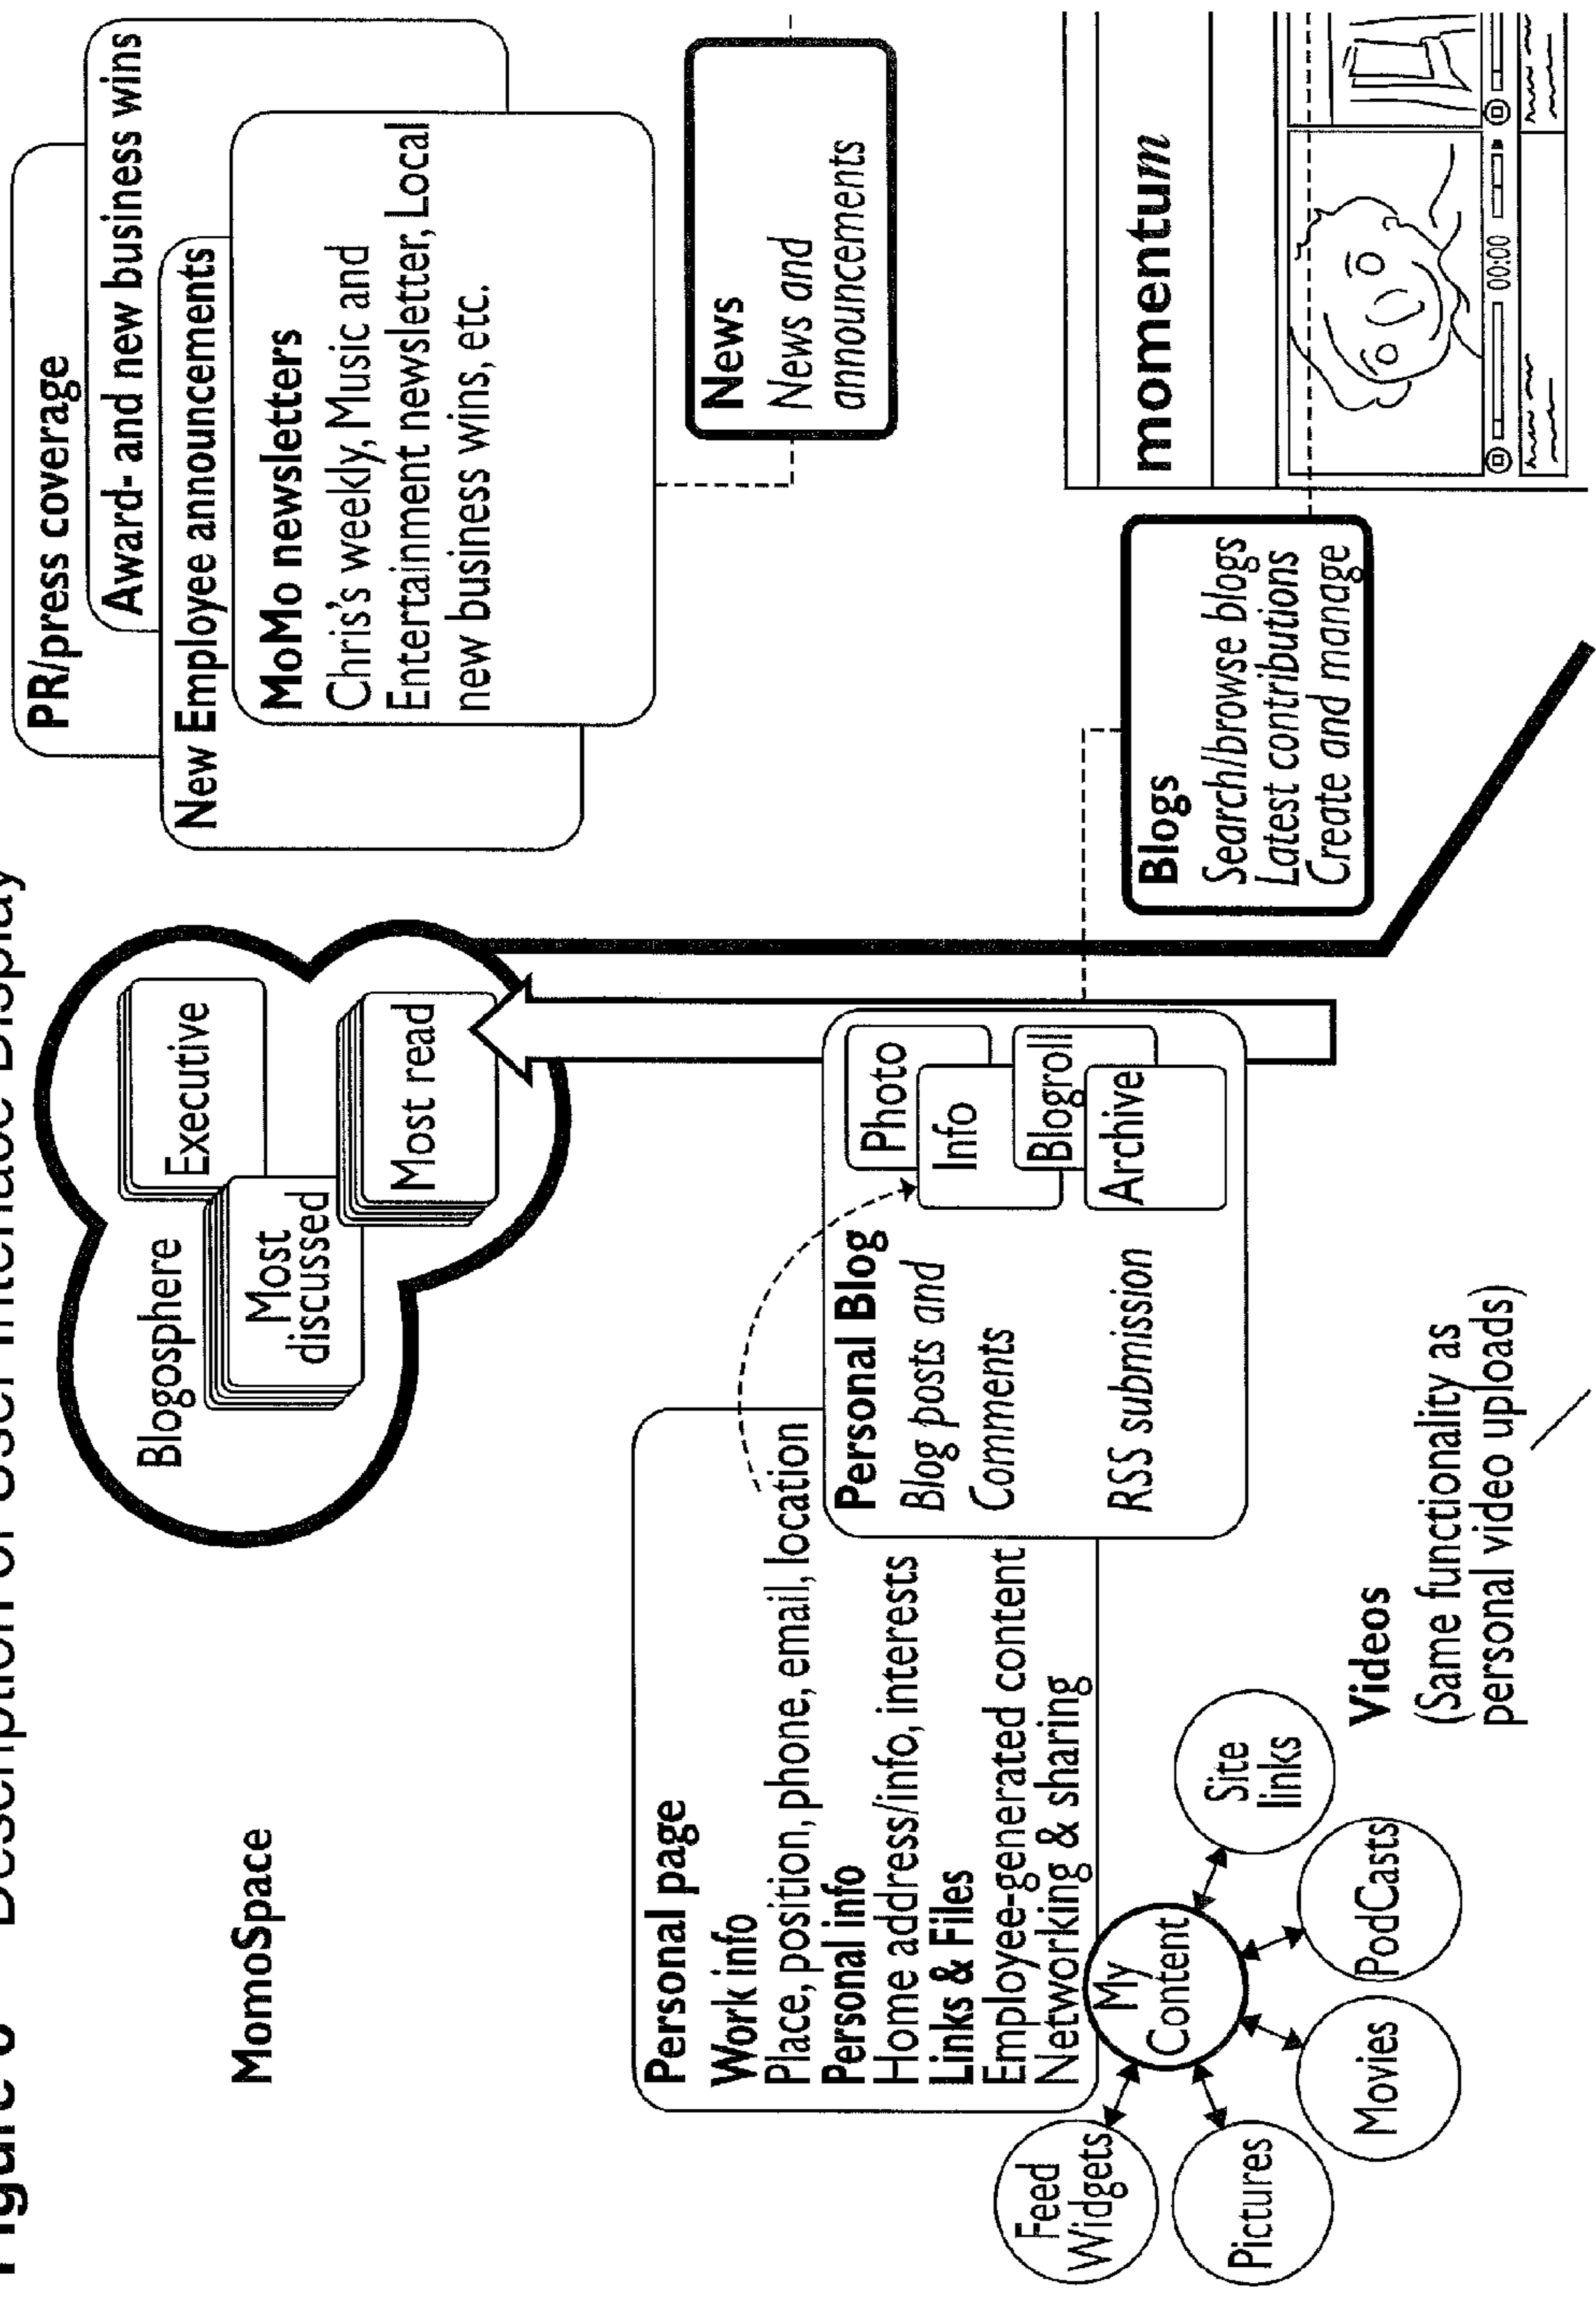 Description of User Interface Display
MomoSpace
Blogosphere
Executive
Most
discussed
Most read
PR/press coverage
Award- and new business wins
New Employee announcements
MoMo newsletters
Chris's weekly, Music and
Entertainment newsletter, Local
new business wins, etc.
News
News and
announcements
Personal page
Work info
Place, position, phone, email, location
Personal info
Home address/info, interests
Links & Files
Employee-generated content
Networking & sharing
Personal Blog
Blog posts and
Comments
RSS submission
Photo
Info
Blogroll
Archive
Blogs
Search/browse blogs
Latest contributions
Create and manage
momentum
00:00
My
Content
Feed
Widgets
Pictures
Movies
PodCasts
Site
links
Videos
(Same functionality as
personal video uploads)